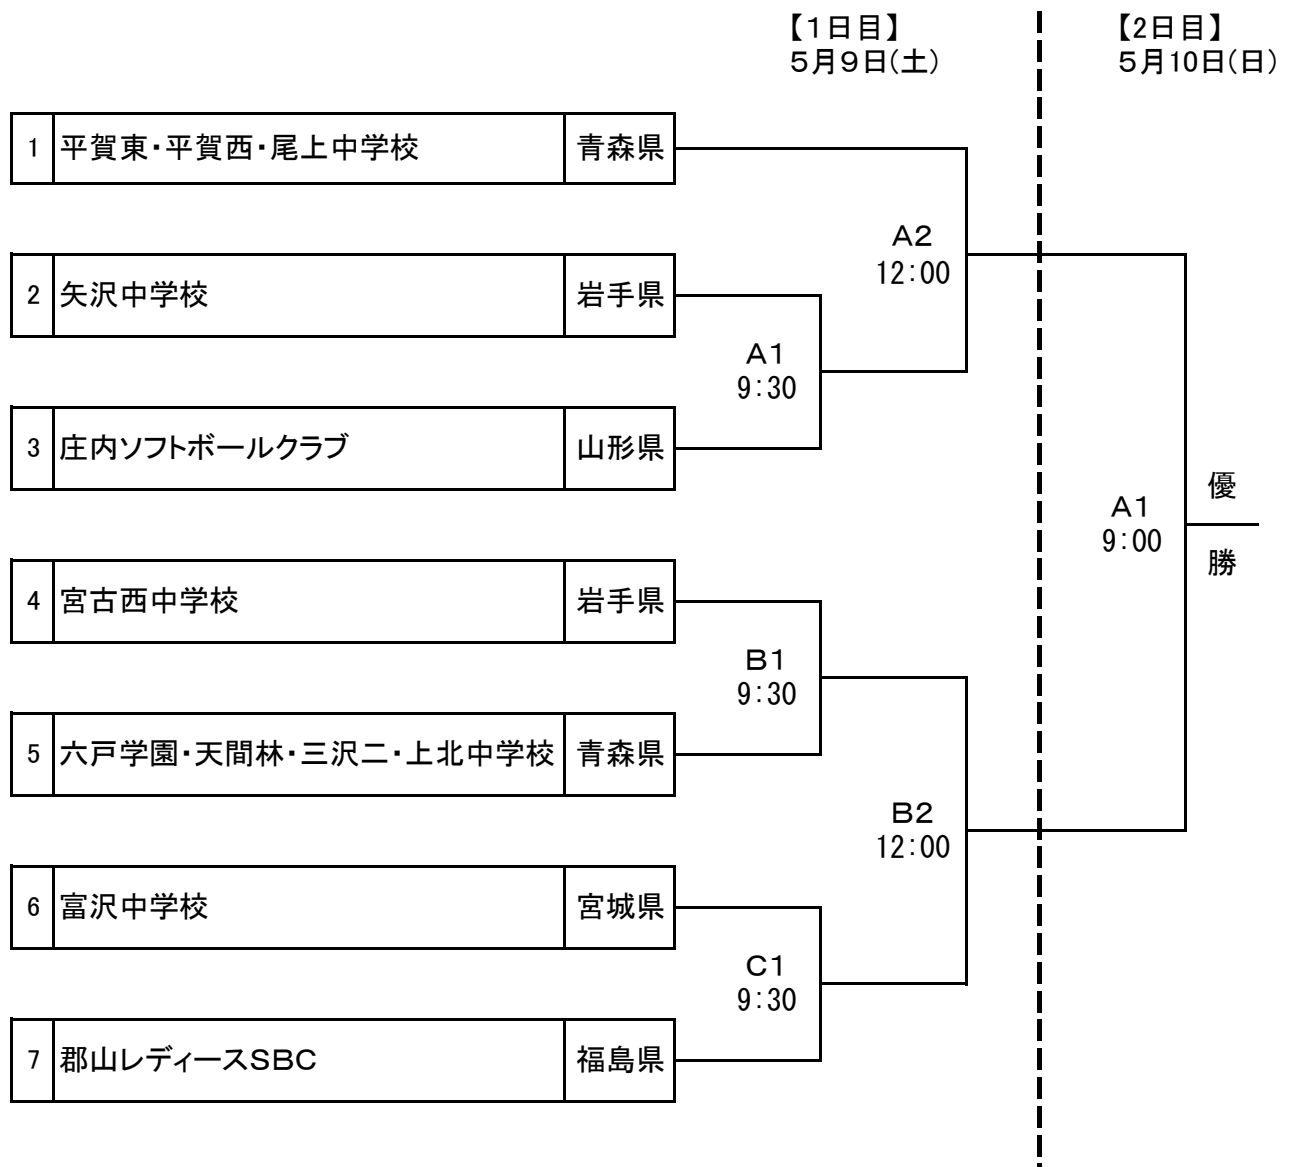 【１日目】
５月９日(土)
【2日目】
５月10日(日)
1 平賀東・平賀西・尾上中学校 青森県
A2
12:00
2 矢沢中学校 岩手県
A1
9:30
3 庄内ソフトボールクラブ 山形県
優
勝
A1
9:00
4 宮古西中学校 岩手県
B1
9:30
5 六戸学園・天間林・三沢二・上北中学校 青森県
B2
12:00
6 富沢中学校 宮城県
C1
9:30
7 郡山レディースSBC 福島県